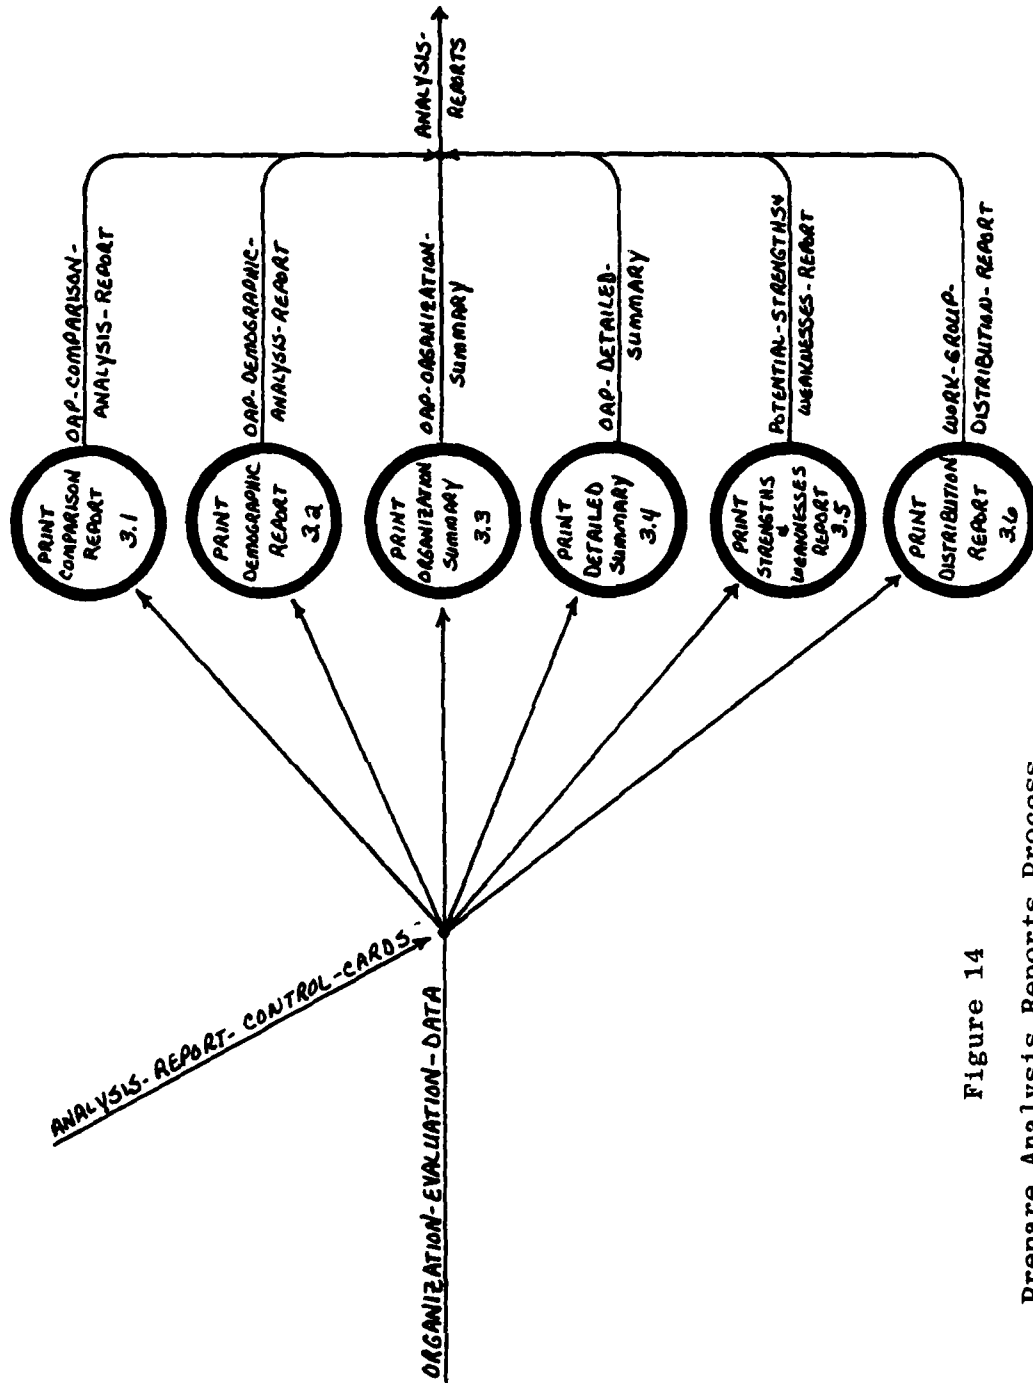 ANALYSIS-REPORT-CONTROL-CARDS
ORGANIZATION-EVALUATION-DATA
PRINT
COMPARISON
REPORT
3.1
OAP-COMPARISON-
ANALYSIS-REPORT
PRINT
DEMOGRAPHIC
REPORT
3.2
OAP-DEMOGRAPHIC-
ANALYSIS-REPORT
PRINT
ORGANIZATION
SUMMARY
3.3
OAP-ORGANIZATION-
SUMMARY
PRINT
DETAILED
SUMMARY
3.4
OAP-DETAILED-
SUMMARY
PRINT
STRENGTHS
&
WEAKNESSES
REPORT
3.5
POTENTIAL-STRENGTHS&
WEAKNESSES-REPORT
PRINT
DISTRIBUTION
REPORT
3.6
WORK-GROUP-
DISTRIBUTION-REPORT
ANALYSIS-
REPORTS
Figure 14
Prepare Analysis Reports Process